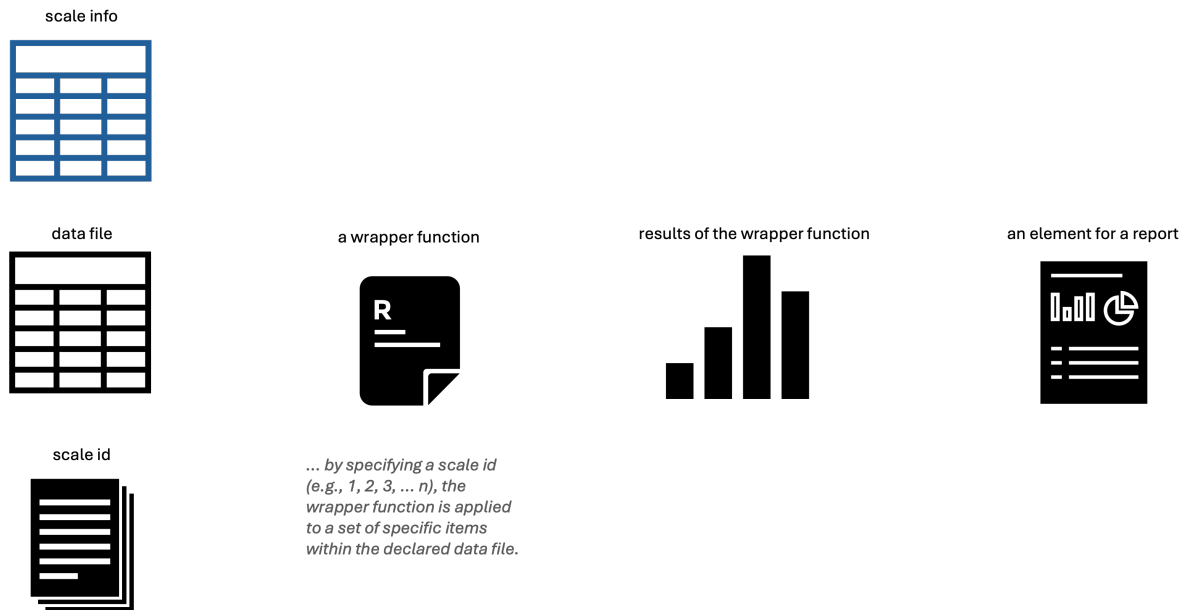 scale info
data file
a wrapper function
results of the wrapper function
an element for a report
R
scale id
... by specifying a scale id
(e.g., 1, 2, 3, ... n), the
wrapper function is applied
to a set of specific items
within the declared data file.